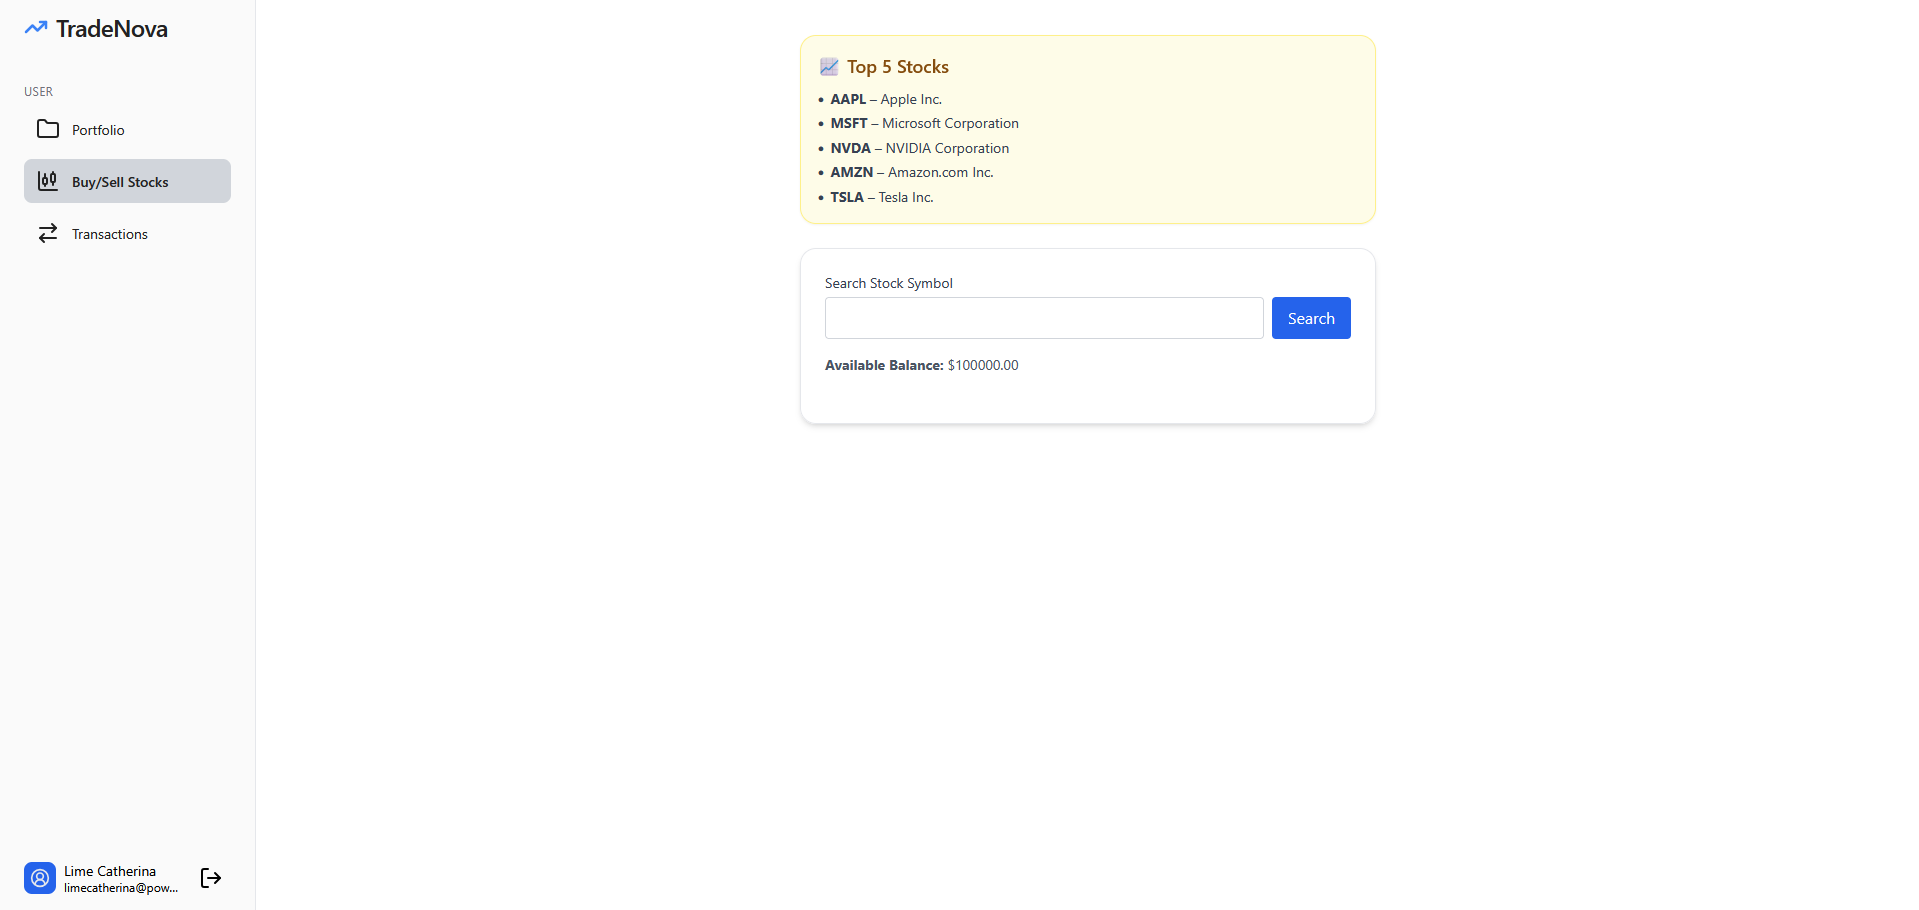 TradeNova
USER
Portfolio
Buy/Sell Stocks
Transactions
Top 5 Stocks
• AAPL – Apple Inc.
• MSFT – Microsoft Corporation
• NVDA – NVIDIA Corporation
• AMZN – Amazon.com Inc.
• TSLA – Tesla Inc.
Search Stock Symbol
Search
Available Balance: $100000.00
Lime Catherina
limecatherina@pow...